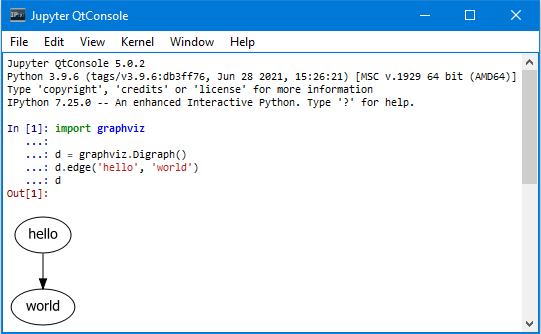 IP[y]: Jupyter QtConsole
File Edit View Kernel Window Help
Jupyter QtConsole 5.0.2
Python 3.9.6 (tags/v3.9.6:db3ff76, Jun 28 2021, 15:26:21) [MSC v.1929 64 bit (AMD64)]
Type 'copyright', 'credits' or 'license' for more information
IPython 7.25.0 -- An enhanced Interactive Python. Type '?' for help.
In [1]: import graphviz
   ...:
   ...: d = graphviz.Digraph()
   ...: d.edge('hello', 'world')
   ...: d
Out[1]:
hello
world